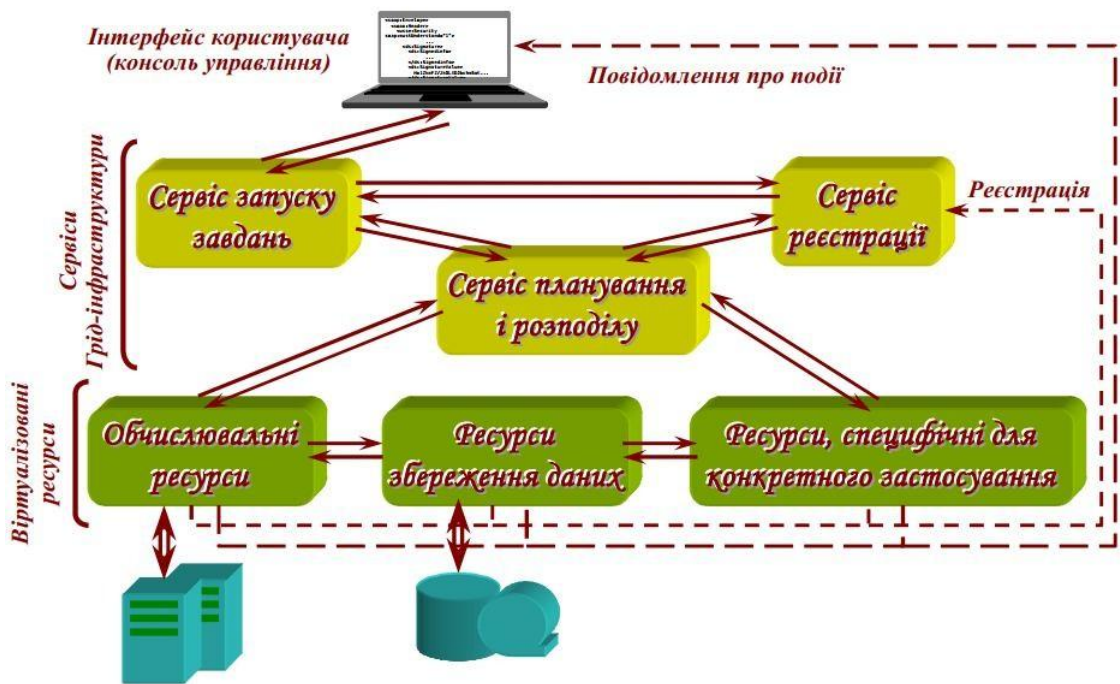 Інтерфейс користувача
(консоль управління)
Повідомлення про події
Сервіси
Грід-інфраструктури
Сервіс запуску
завдань
Сервіс
реєстрації
Реєстрація
Сервіс планування
і розподілу
Віртуалізовані
ресурси
Обчислювальні
ресурси
Ресурси
збереження даних
Ресурси, специфічні для
конкретного застосування